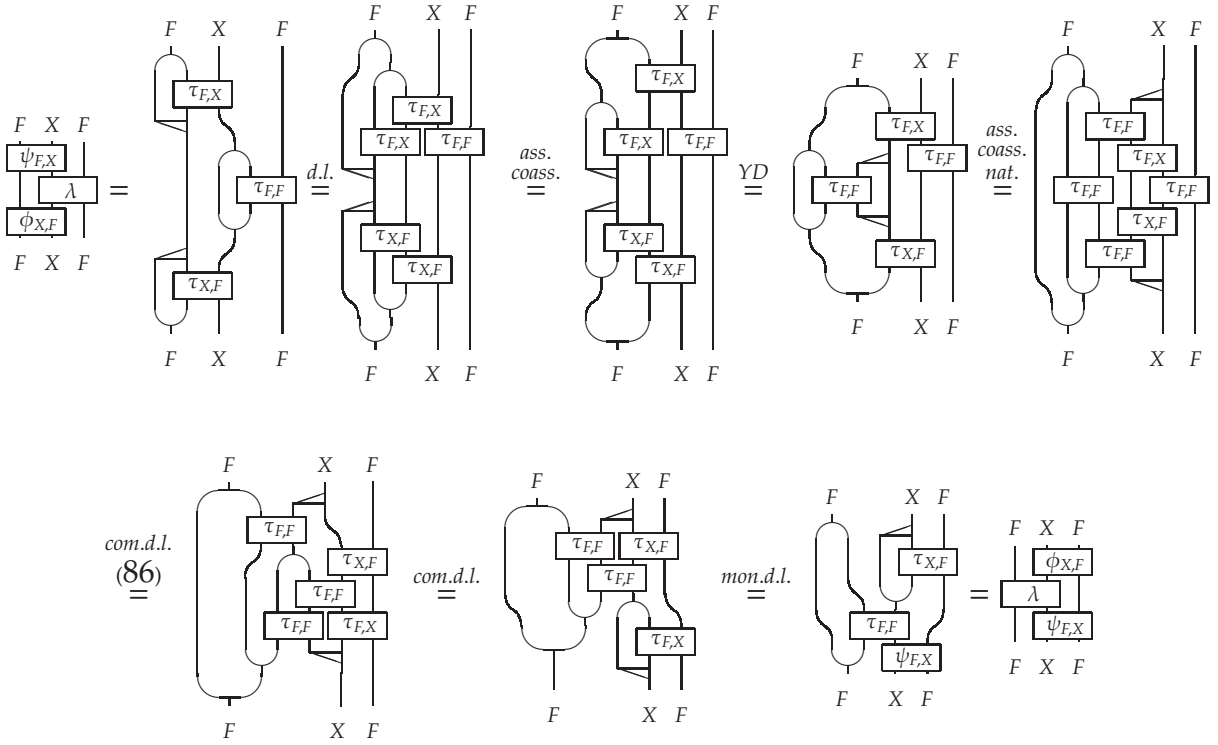 F X F
ψF,X
λ
ϕX,F
F X F
=
F X F
τF,X
τF,F
τX,F
F X F
d.l.
=
F X F
τF,X
τF,X τF,F
τX,F
τX,F
F X F
ass.
coass.
=
F X F
τF,X
τF,X τF,F
τX,F
τX,F
F X F
YD
=
F X F
τF,X
τF,F
τF,F
τX,F
F X F
ass.
coass.
nat.
=
F X F
τF,F
τF,X
τF,F τF,F
τX,F
τF,F
F X F
com.d.l.
(86)
=
F X F
τF,F
τX,F
τF,F
τF,F τF,X
F X F
com.d.l.
=
F X F
τF,F τX,F
τF,F
τF,X
F X F
mon.d.l.
=
F X F
τX,F
τF,F
ψF,X
F X F
=
F X F
ϕX,F
λ
ψF,X
F X F